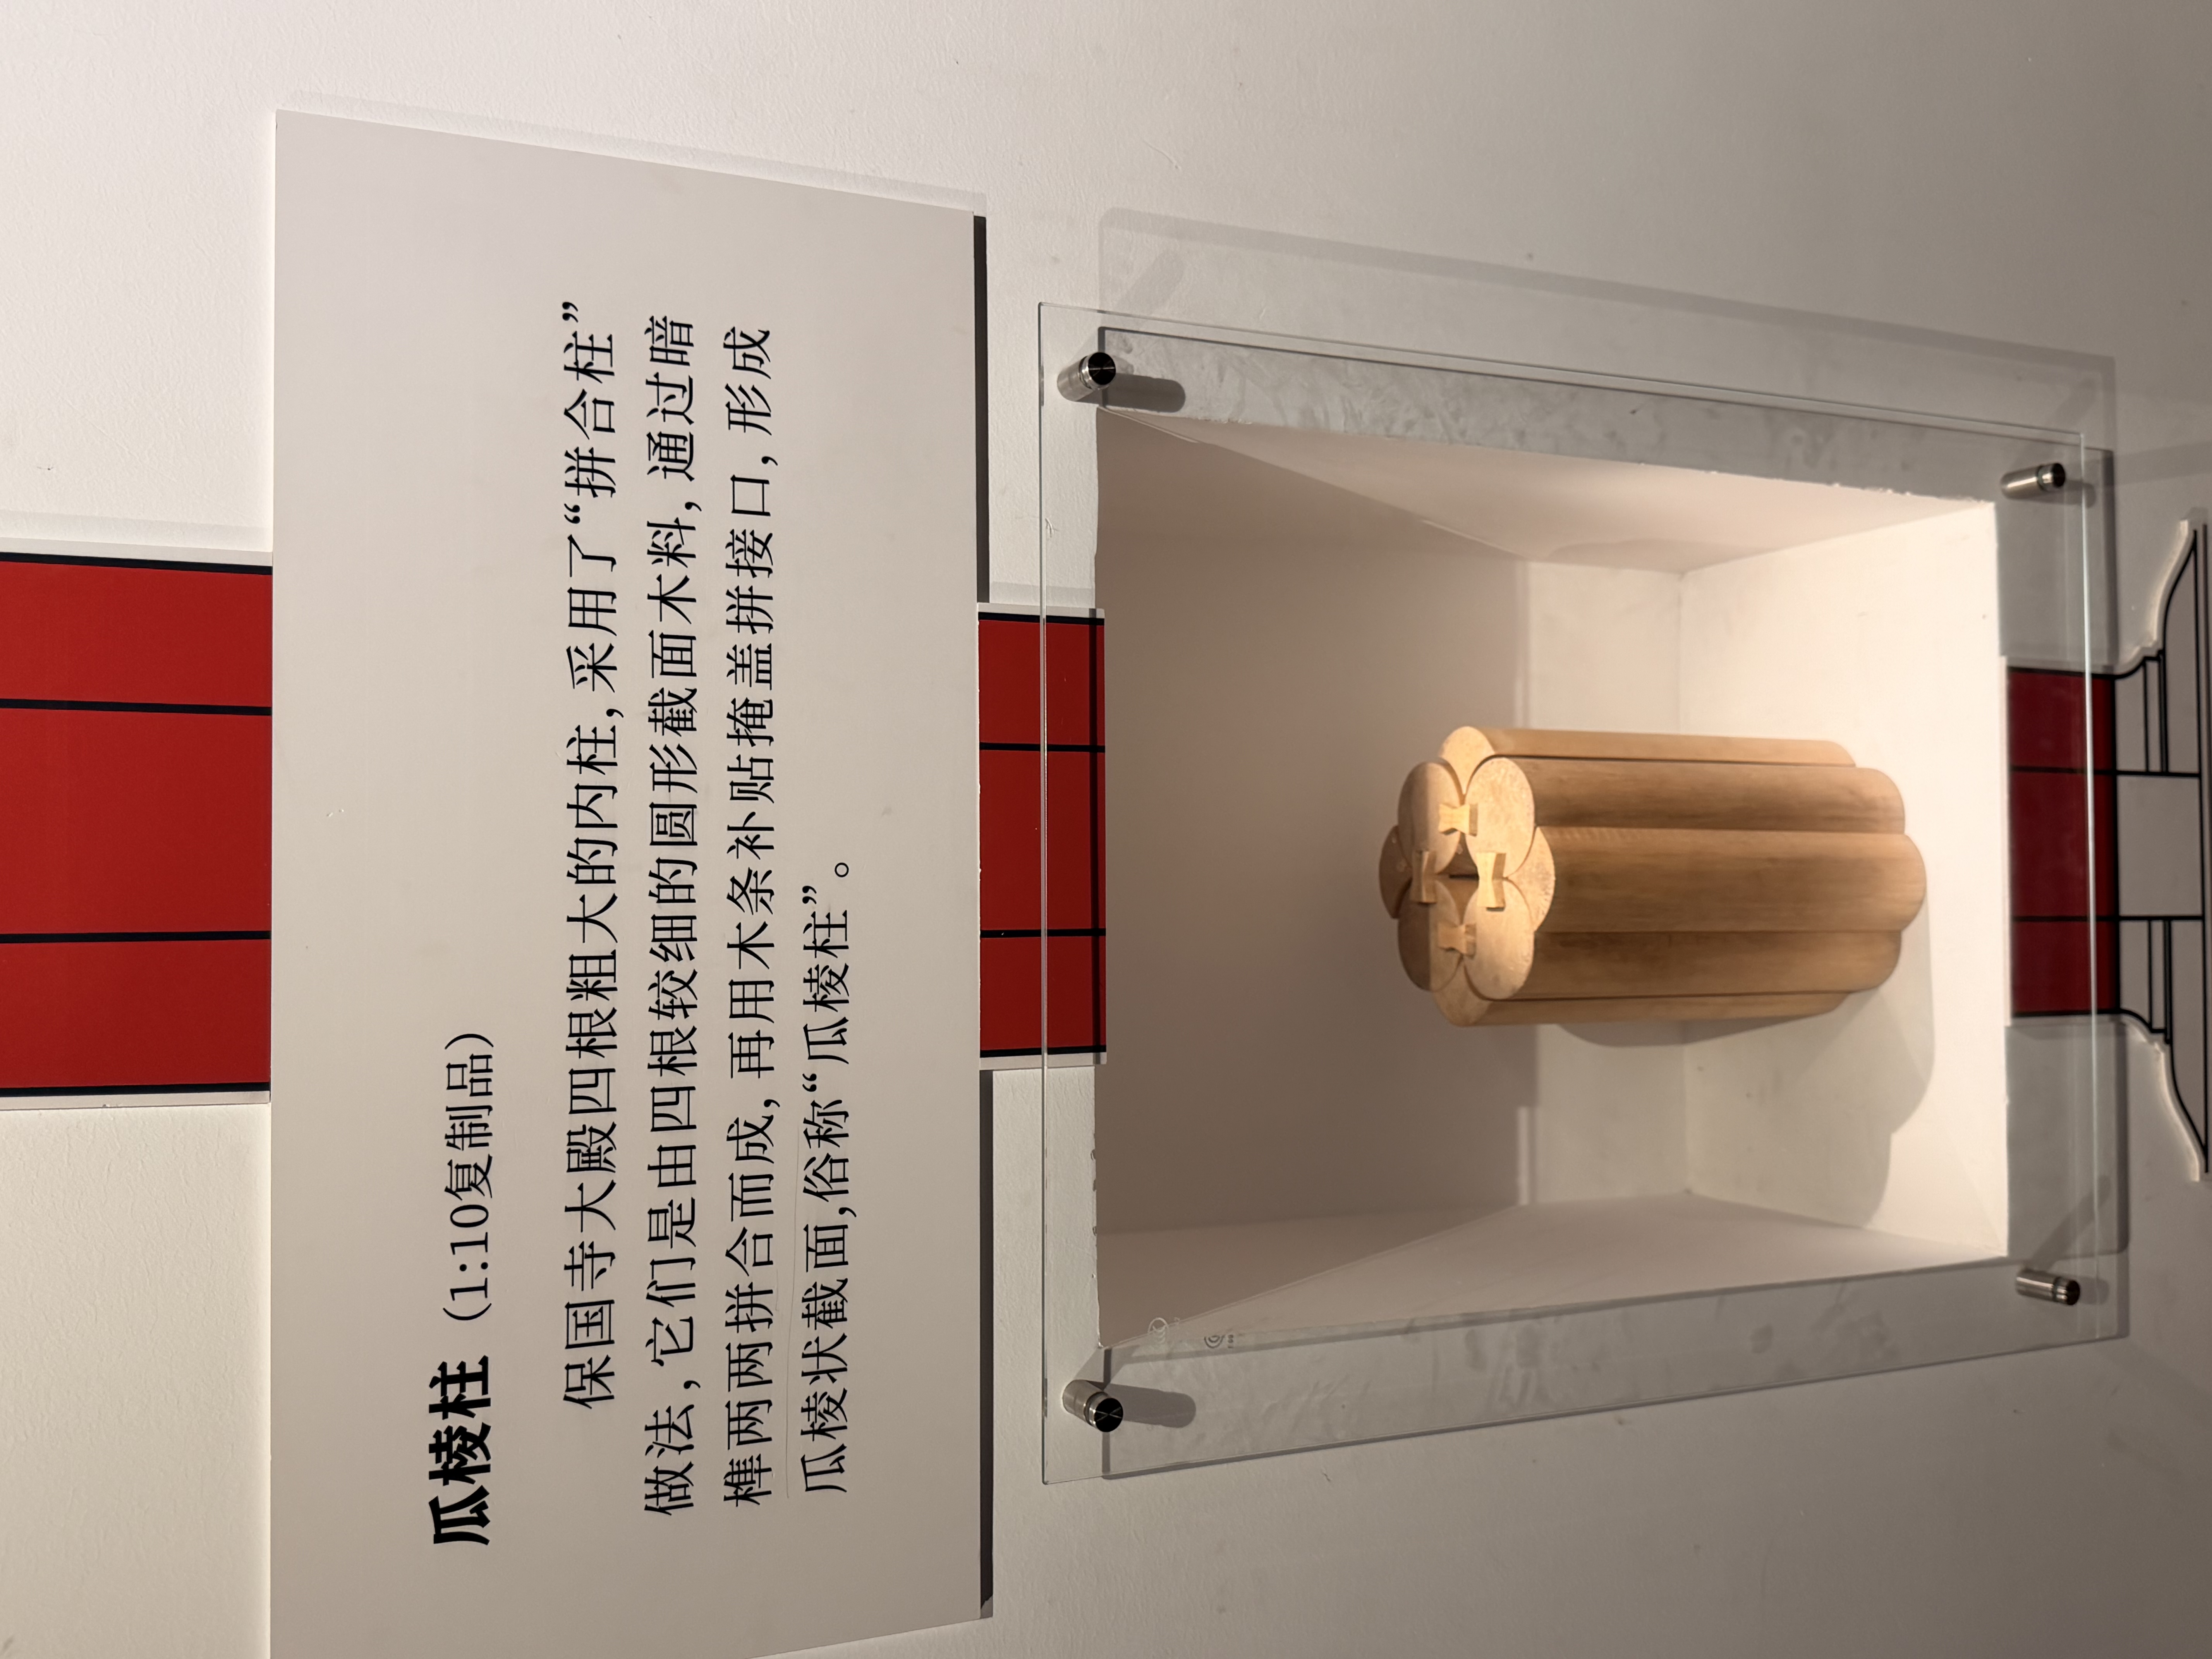 瓜棱柱（1:10复制品）
保国寺大殿四根粗大的内柱，采用了“拼合柱”
做法，它们是由四根较细的圆形截面木料，通过暗
榫两两拼合而成，再用木条补贴掩盖拼接口，形成
瓜棱状截面，俗称“瓜棱柱”。